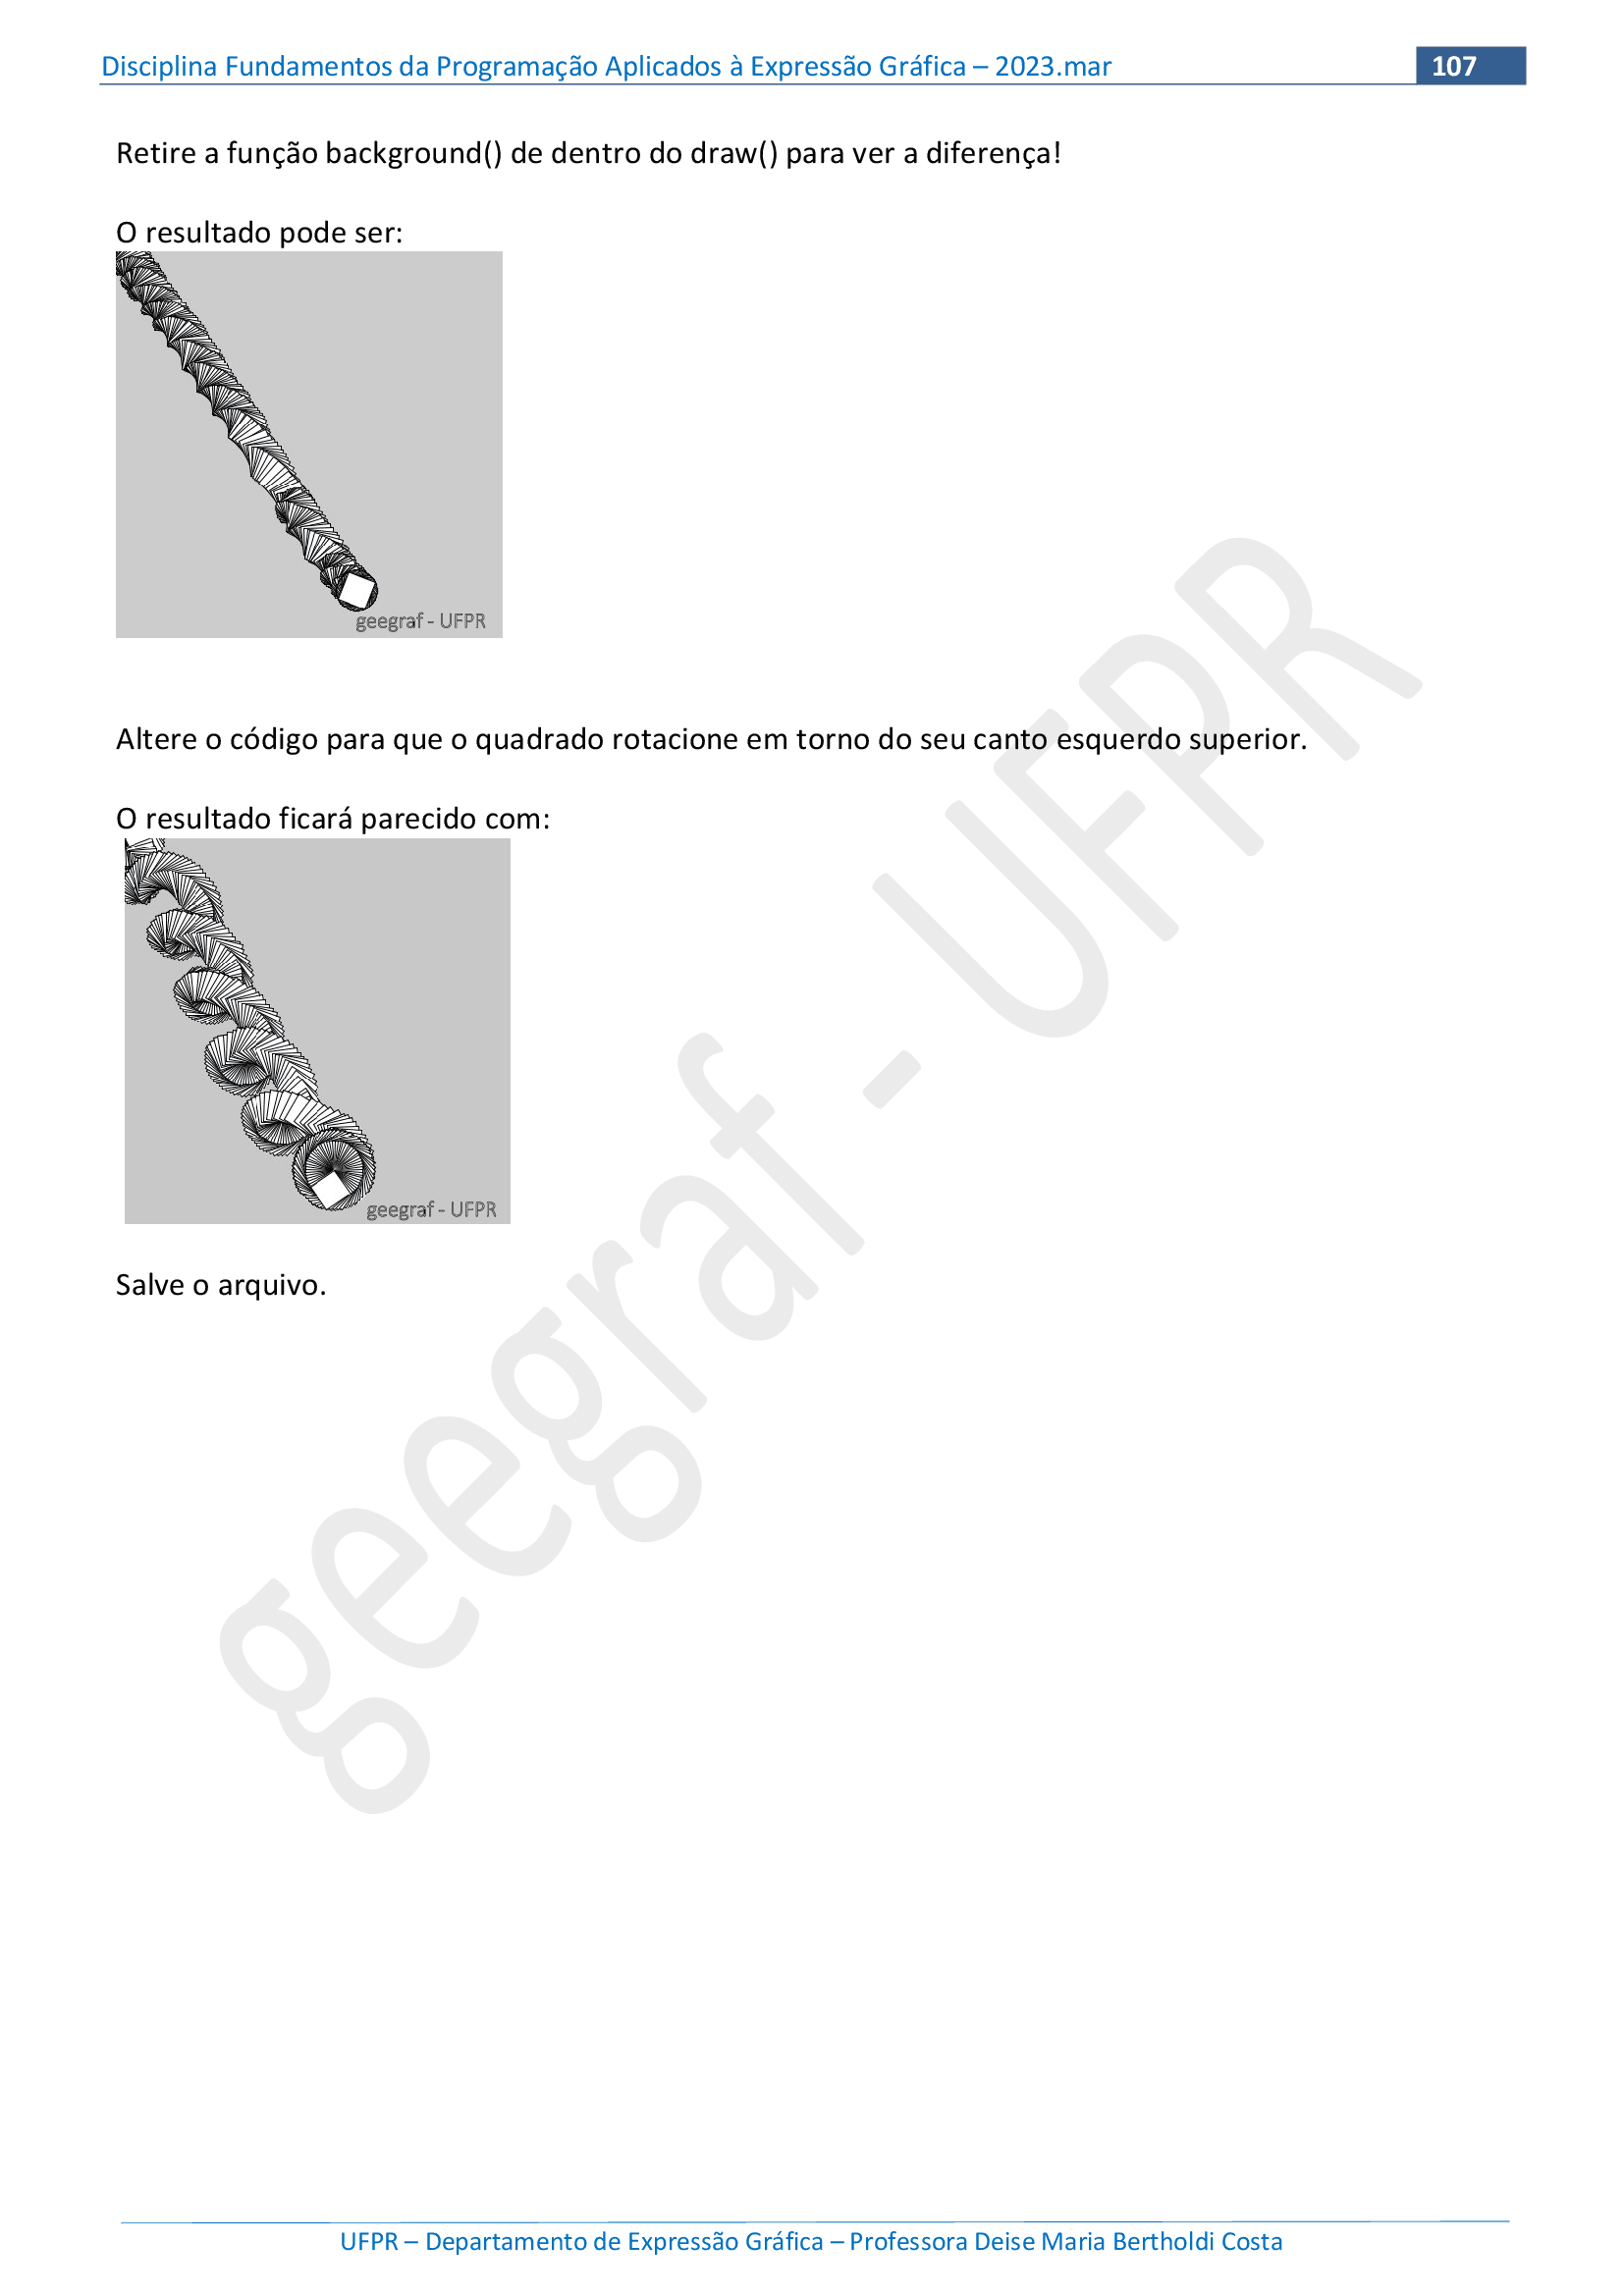 Disciplina Fundamentos da Programação Aplicados à Expressão Gráfica – 2023.mar 107
Retire a função background() de dentro do draw() para ver a diferença!
O resultado pode ser:
geegraf - UFPR
Altere o código para que o quadrado rotacione em torno do seu canto esquerdo superior.
O resultado ficará parecido com:
geegraf - UFPR
Salve o arquivo.
geegraf - UFPR
UFPR – Departamento de Expressão Gráfica – Professora Deise Maria Bertholdi Costa